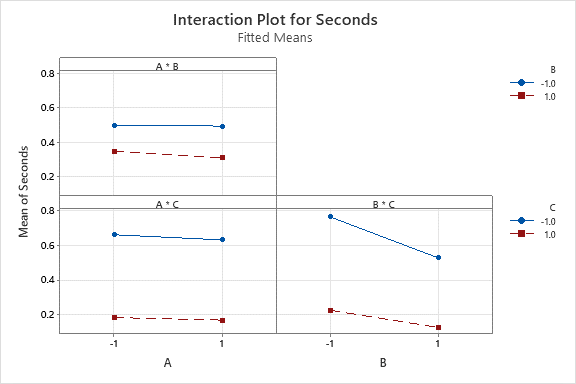 Interaction Plot for Seconds
Fitted Means
A * B
B
-1.0
1.0
0.8
0.6
0.4
0.2
A * C
B * C
C
-1.0
1.0
0.8
0.6
0.4
0.2
Mean of Seconds
-1
1
-1
1
A
B